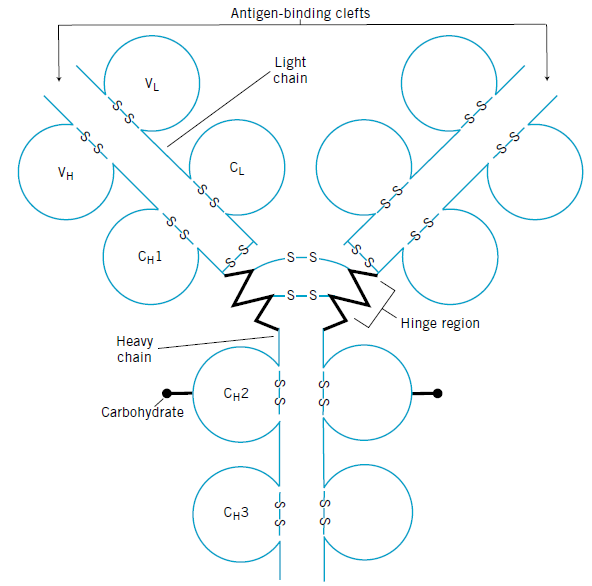 Antigen-binding clefts
Light
chain
VL
S S
S S
VH
S S
CL
S S
S S
S S
CH1
S S
S S
S S
S S
S S
S–S
S–S
Hinge region
Heavy
chain
CH2
S S
S S
Carbohydrate
CH3
S S
S S